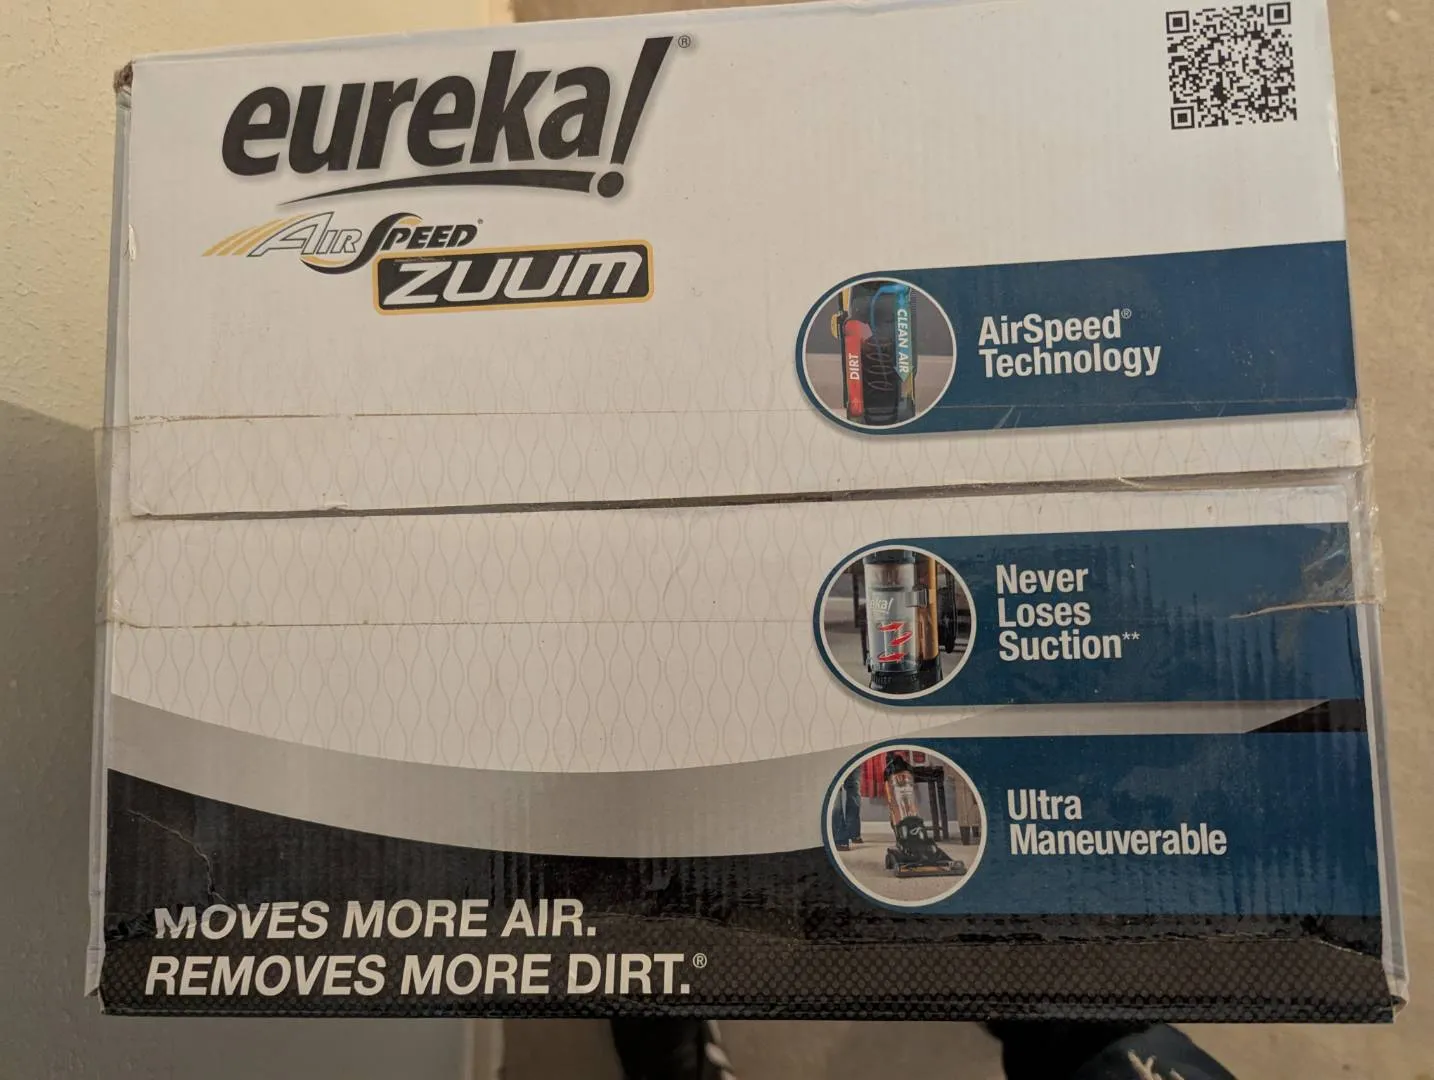 eureka!®
AIRSPEED®
ZUUM
CLEAN AIR
DIRT
AirSpeed®
Technology
Never
Loses
Suction**
Ultra
Maneuverable
MOVES MORE AIR.
REMOVES MORE DIRT.®